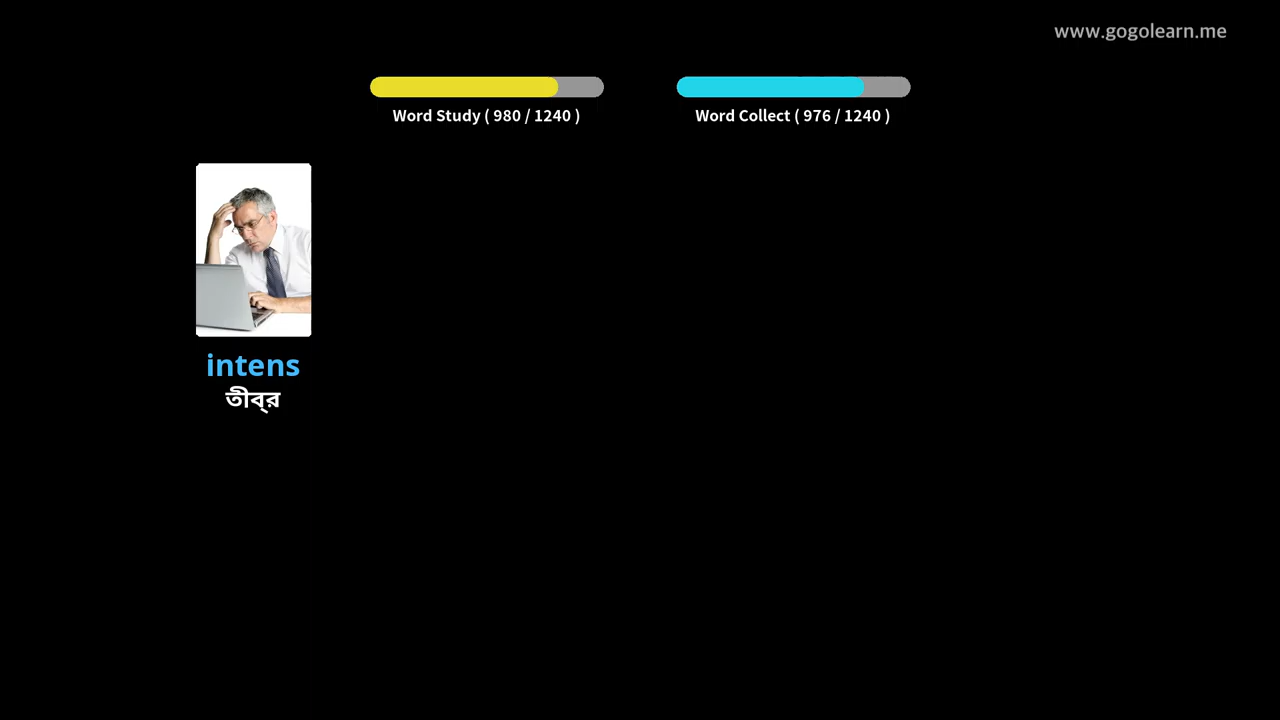 www.gogolearn.me
Word Study ( 980 / 1240 )
Word Collect ( 976 / 1240 )
intens
তীব্র